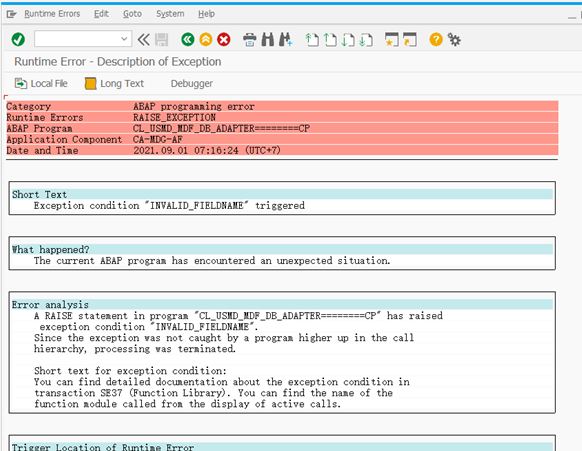 Runtime Errors Edit Goto System Help
Runtime Error - Description of Exception
Local File Long Text Debugger
Category ABAP programming error
Runtime Errors RAISE_EXCEPTION
ABAP Program CL_USMD_MDF_DB_ADAPTER========CP
Application Component CA-MDG-AF
Date and Time 2021.09.01 07:16:24 (UTC+7)
Short Text
Exception condition "INVALID_FIELDNAME" triggered
What happened?
The current ABAP program has encountered an unexpected situation.
Error analysis
A RAISE statement in program "CL_USMD_MDF_DB_ADAPTER========CP" has raised
exception condition "INVALID_FIELDNAME".
Since the exception was not caught by a program higher up in the call
hierarchy, processing was terminated.
Short text for exception condition:
You can find detailed documentation about the exception condition in
transaction SE37 (Function Library). You can find the name of the
function module called from the display of active calls.
Trigger Location of Runtime Error